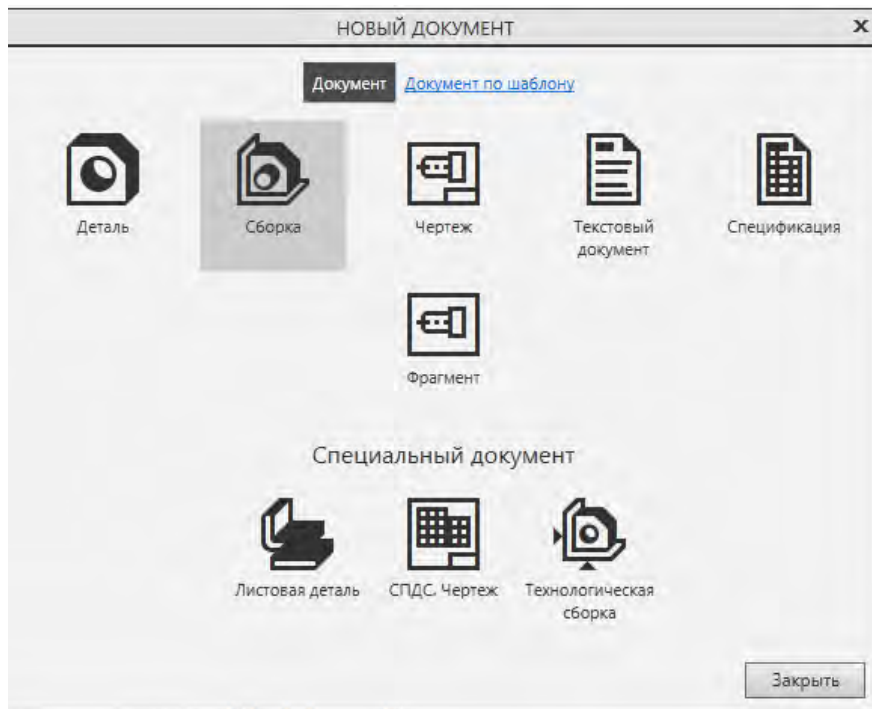 НОВЫЙ ДОКУМЕНТ x
Документ Документ по шаблону
Деталь Сборка Чертеж Текстовый документ Спецификация
Фрагмент
Специальный документ
Листовая деталь СПДС. Чертеж Технологическая сборка
Закрыть